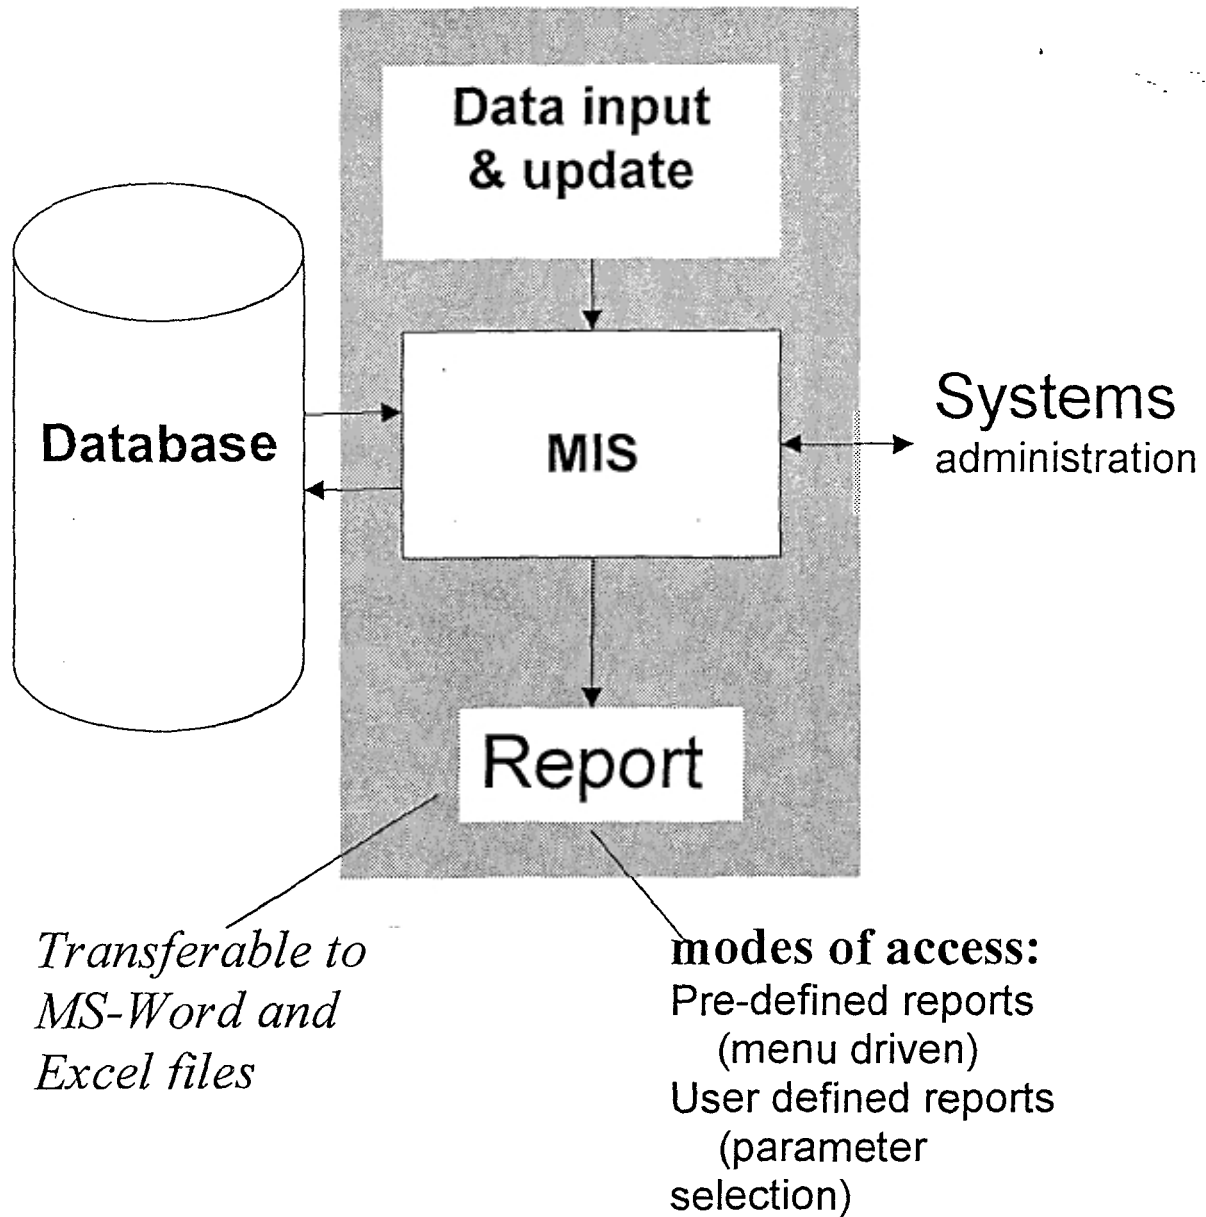 Data input
& update
Database
MIS
Systems
administration
Report
Transferable to
MS-Word and
Excel files
modes of access:
Pre-defined reports
(menu driven)
User defined reports
(parameter
selection)